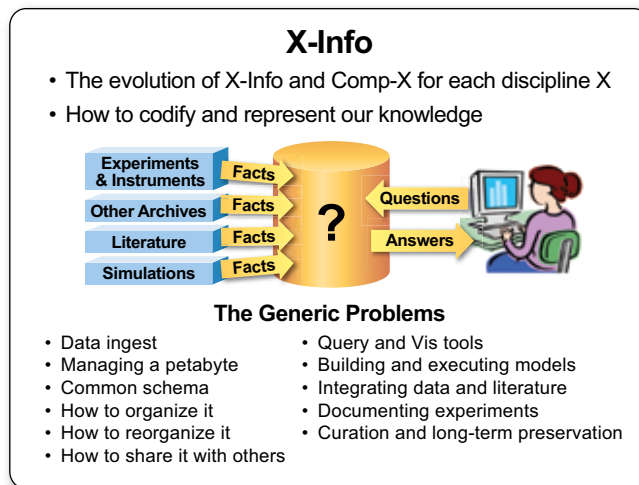 X-Info
• The evolution of X-Info and Comp-X for each discipline X
• How to codify and represent our knowledge
Experiments
& Instruments
Facts
Other Archives
Facts
Literature
Facts
Simulations
Facts
?
Questions
Answers
The Generic Problems
• Data ingest
• Managing a petabyte
• Common schema
• How to organize it
• How to reorganize it
• How to share it with others
• Query and Vis tools
• Building and executing models
• Integrating data and literature
• Documenting experiments
• Curation and long-term preservation